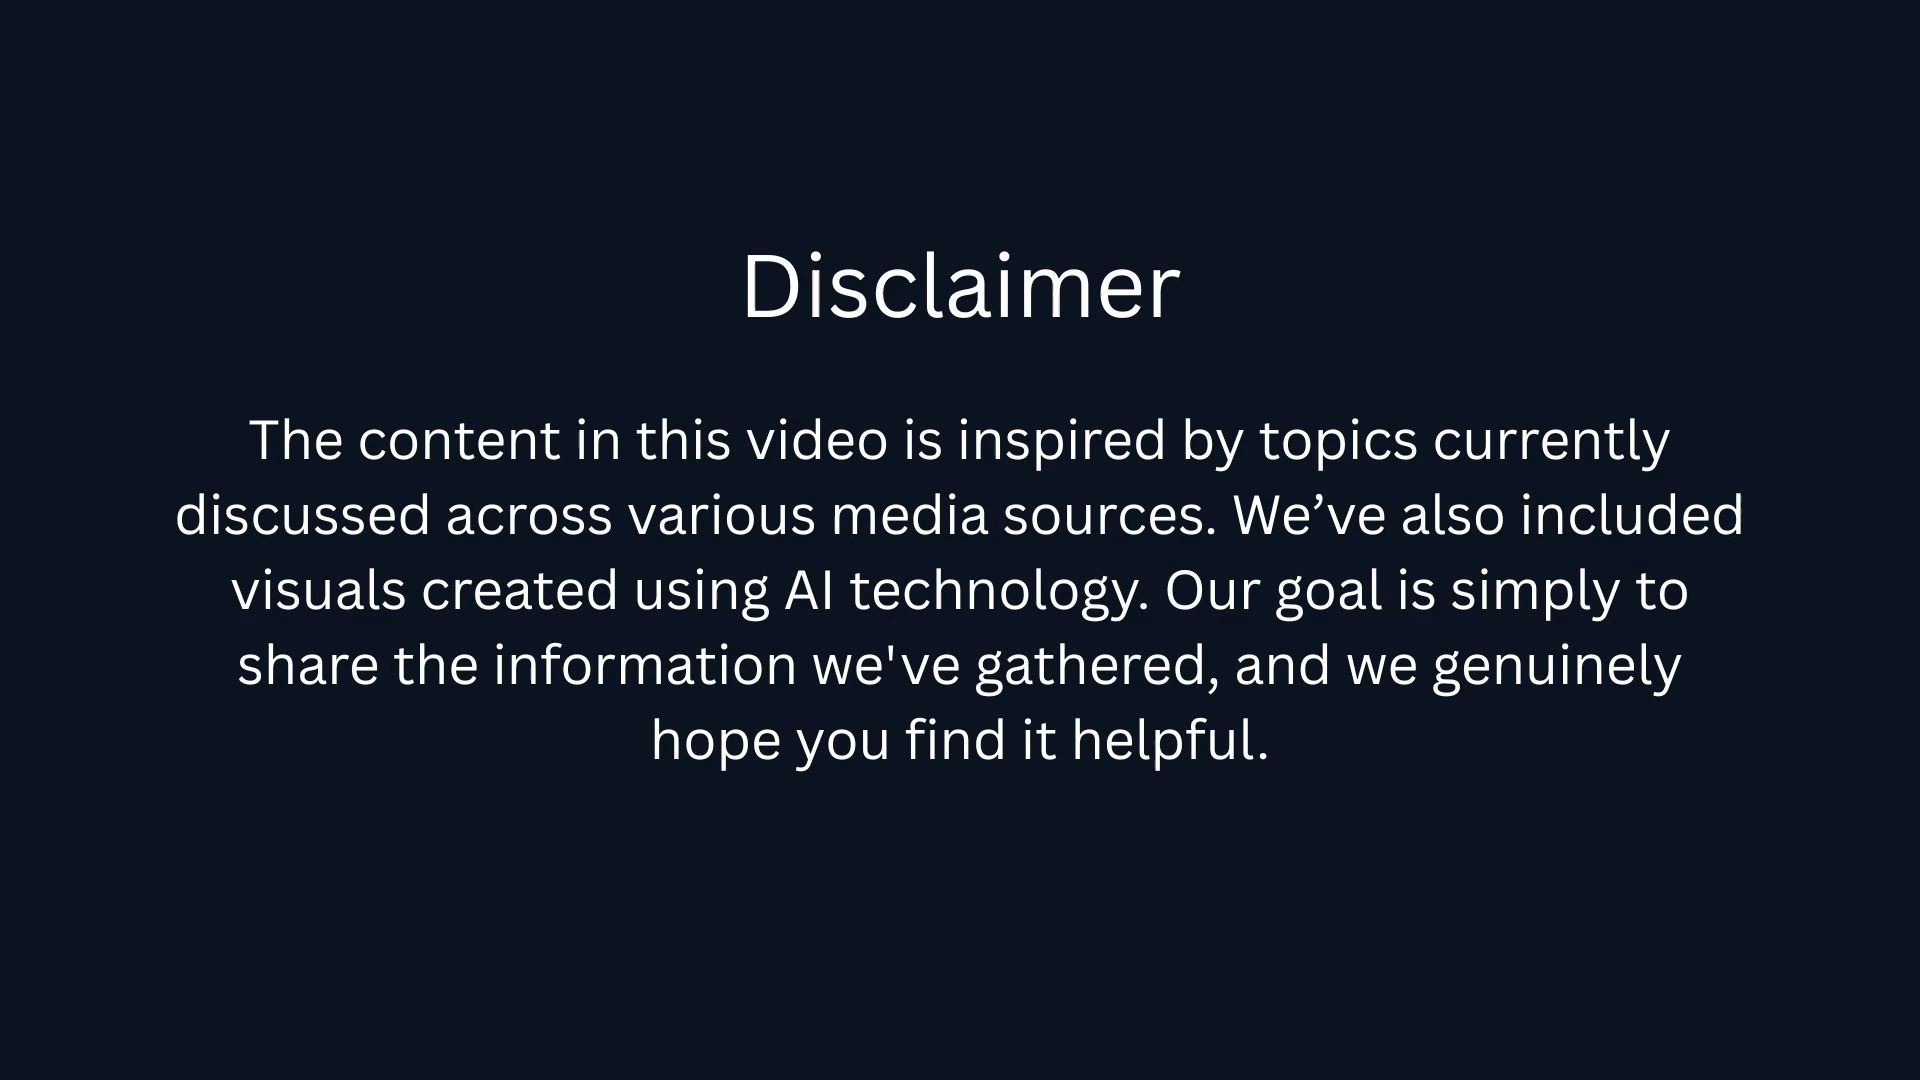 Disclaimer
The content in this video is inspired by topics currently
discussed across various media sources. We’ve also included
visuals created using AI technology. Our goal is simply to
share the information we've gathered, and we genuinely
hope you find it helpful.